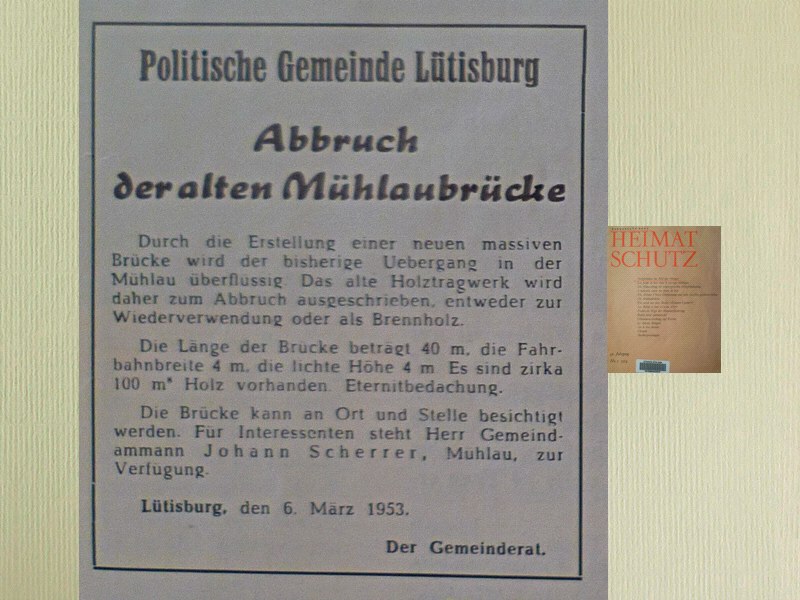 Politische Gemeinde Lütisburg
Abbruch
der alten Mühlaubrücke
Durch die Erstellung einer neuen massiven
Brücke wird der bisherige Uebergang in der
Mühlau überflüssig. Das alte Holztragwerk wird
daher zum Abbruch ausgeschrieben, entweder zur
Wiederverwendung oder als Brennholz.
Die Länge der Brücke beträgt 40 m, die Fahr-
bahnbreite 4 m, die lichte Höhe 4 m. Es sind zirka
100 m³ Holz vorhanden. Eternitbedachung.
Die Brücke kann an Ort und Stelle besichtigt
werden. Für Interessenten steht Herr Gemeind-
ammann Johann Scherrer, Mühlau, zur
Verfügung.
Lütisburg, den 6. März 1953.
Der Gemeinderat.
HEIMAT
SCHUTZ